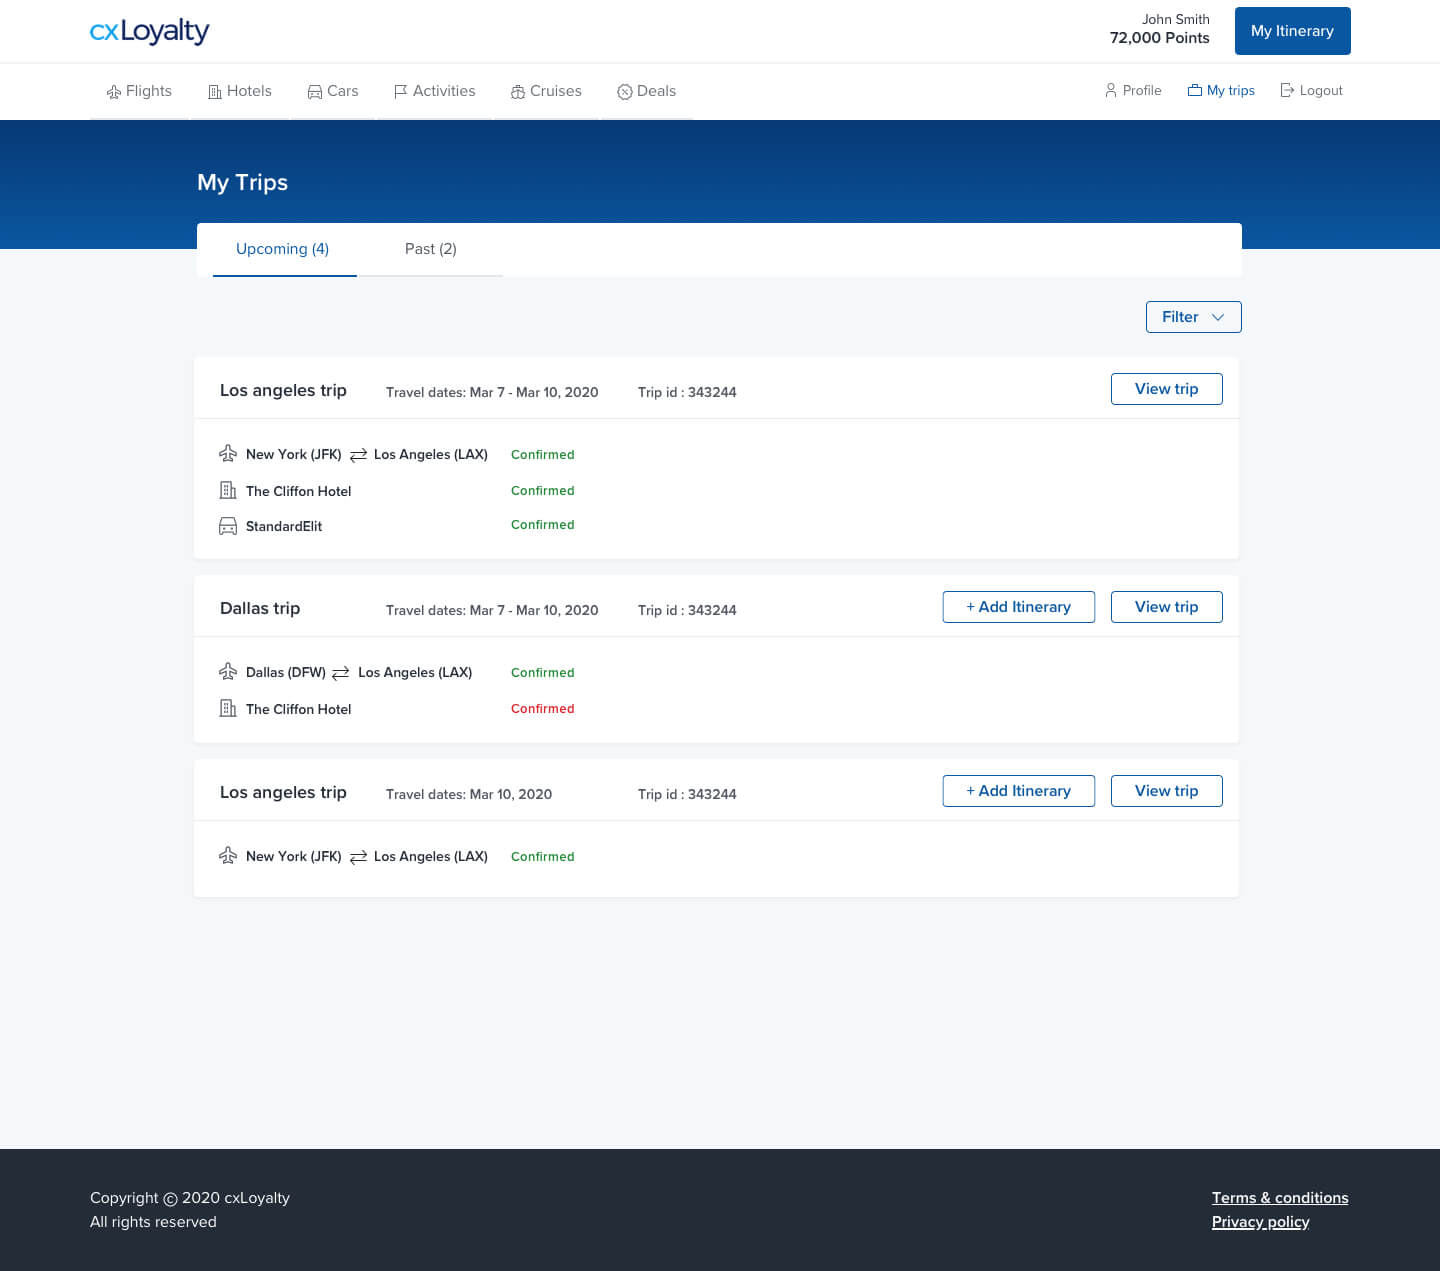 cxLoyalty
John Smith
72,000 Points
My Itinerary
Flights Hotels Cars Activities Cruises Deals
Profile My trips Logout
My Trips
Upcoming (4) Past (2)
Filter
Los angeles trip Travel dates: Mar 7 - Mar 10, 2020 Trip id : 343244 View trip
New York (JFK) Los Angeles (LAX) Confirmed
The Cliffon Hotel Confirmed
StandardElit Confirmed
Dallas trip Travel dates: Mar 7 - Mar 10, 2020 Trip id : 343244 + Add Itinerary View trip
Dallas (DFW) Los Angeles (LAX) Confirmed
The Cliffon Hotel Confirmed
Los angeles trip Travel dates: Mar 10, 2020 Trip id : 343244 + Add Itinerary View trip
New York (JFK) Los Angeles (LAX) Confirmed
Copyright © 2020 cxLoyalty
All rights reserved
Terms & conditions
Privacy policy